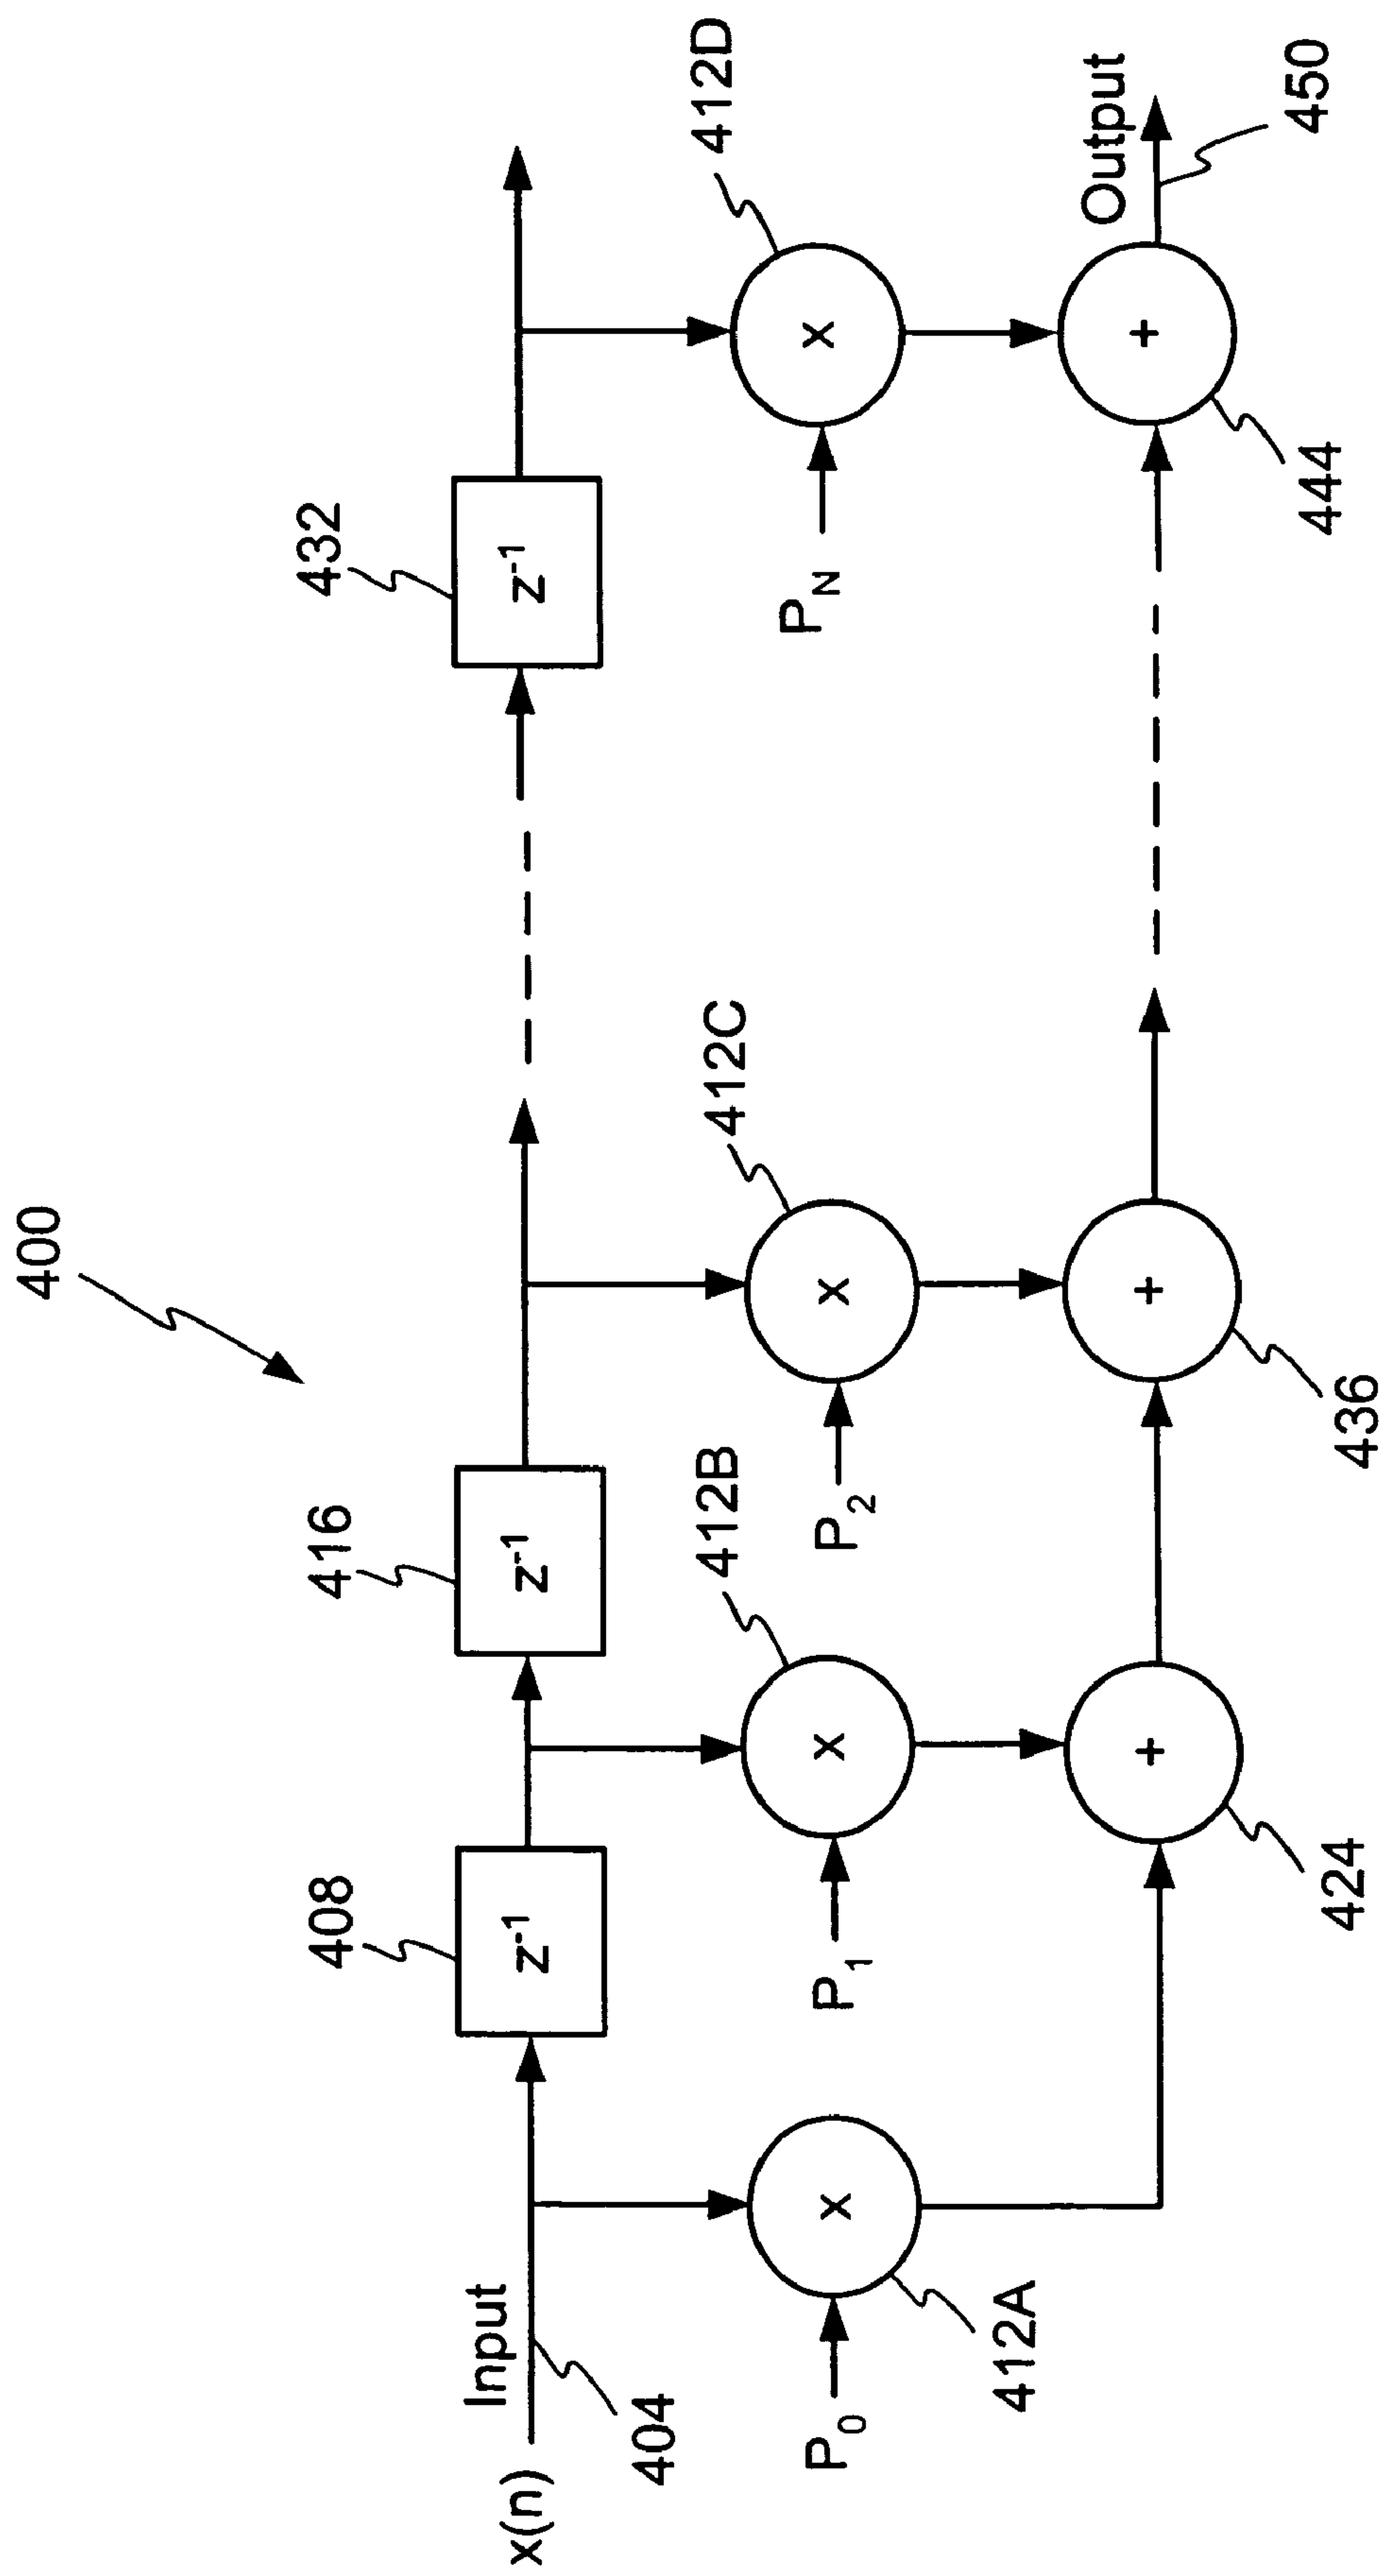 400
x(n)
Input
404
408
z-1
416
z-1
432
z-1
P0
x
412A
P1
x
412B
P2
x
412C
PN
x
412D
+
424
+
436
+
444
Output
450